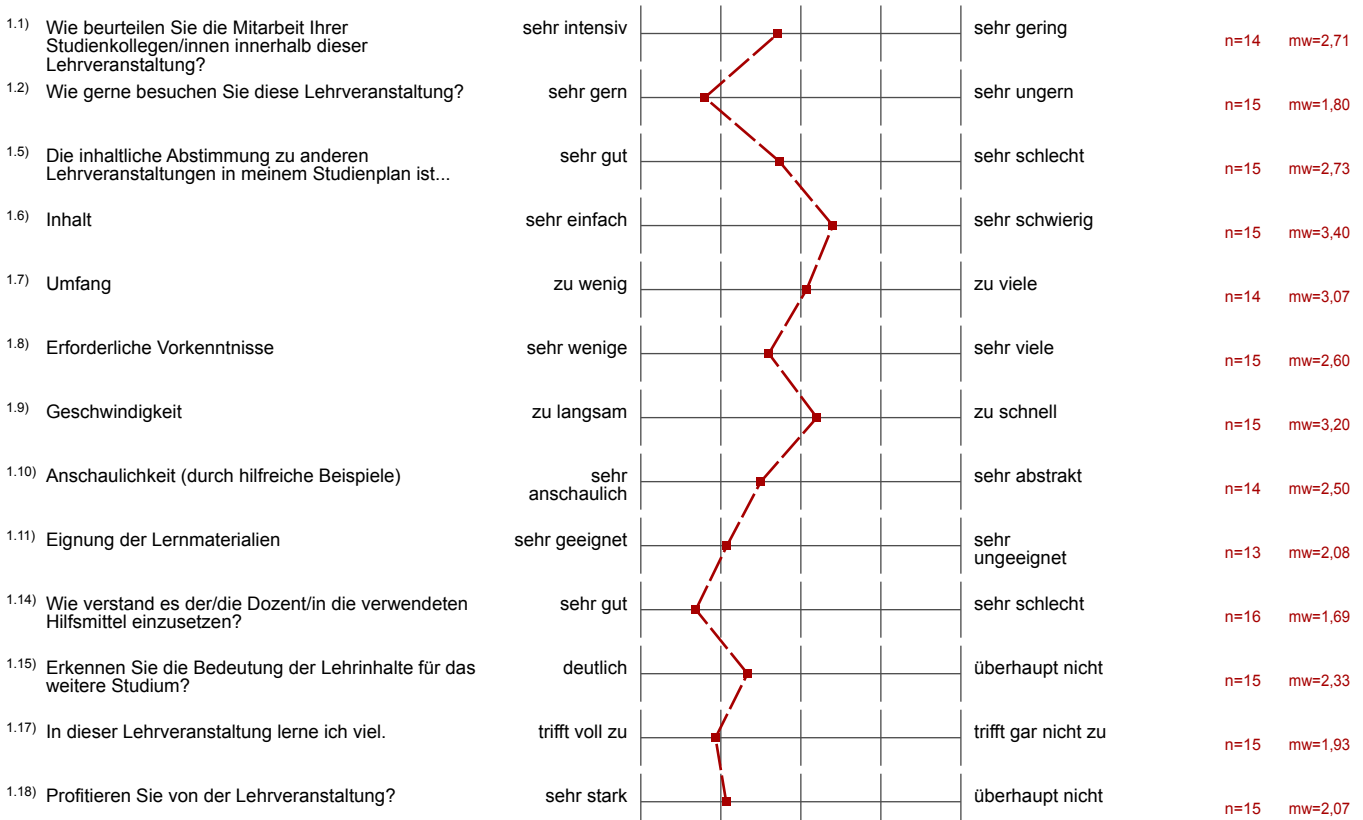 1.1) Wie beurteilen Sie die Mitarbeit Ihrer
Studienkollegen/innen innerhalb dieser
Lehrveranstaltung?
sehr intensiv
sehr gering
n=14 mw=2,71
1.2) Wie gerne besuchen Sie diese Lehrveranstaltung?
sehr gern
sehr ungern
n=15 mw=1,80
1.5) Die inhaltliche Abstimmung zu anderen
Lehrveranstaltungen in meinem Studienplan ist...
sehr gut
sehr schlecht
n=15 mw=2,73
1.6) Inhalt
sehr einfach
sehr schwierig
n=15 mw=3,40
1.7) Umfang
zu wenig
zu viele
n=14 mw=3,07
1.8) Erforderliche Vorkenntnisse
sehr wenige
sehr viele
n=15 mw=2,60
1.9) Geschwindigkeit
zu langsam
zu schnell
n=15 mw=3,20
1.10) Anschaulichkeit (durch hilfreiche Beispiele)
sehr
anschaulich
sehr abstrakt
n=14 mw=2,50
1.11) Eignung der Lernmaterialien
sehr geeignet
sehr
ungeeignet
n=13 mw=2,08
1.14) Wie verstand es der/die Dozent/in die verwendeten
Hilfsmittel einzusetzen?
sehr gut
sehr schlecht
n=16 mw=1,69
1.15) Erkennen Sie die Bedeutung der Lehrinhalte für das
weitere Studium?
deutlich
überhaupt nicht
n=15 mw=2,33
1.17) In dieser Lehrveranstaltung lerne ich viel.
trifft voll zu
trifft gar nicht zu
n=15 mw=1,93
1.18) Profitieren Sie von der Lehrveranstaltung?
sehr stark
überhaupt nicht
n=15 mw=2,07